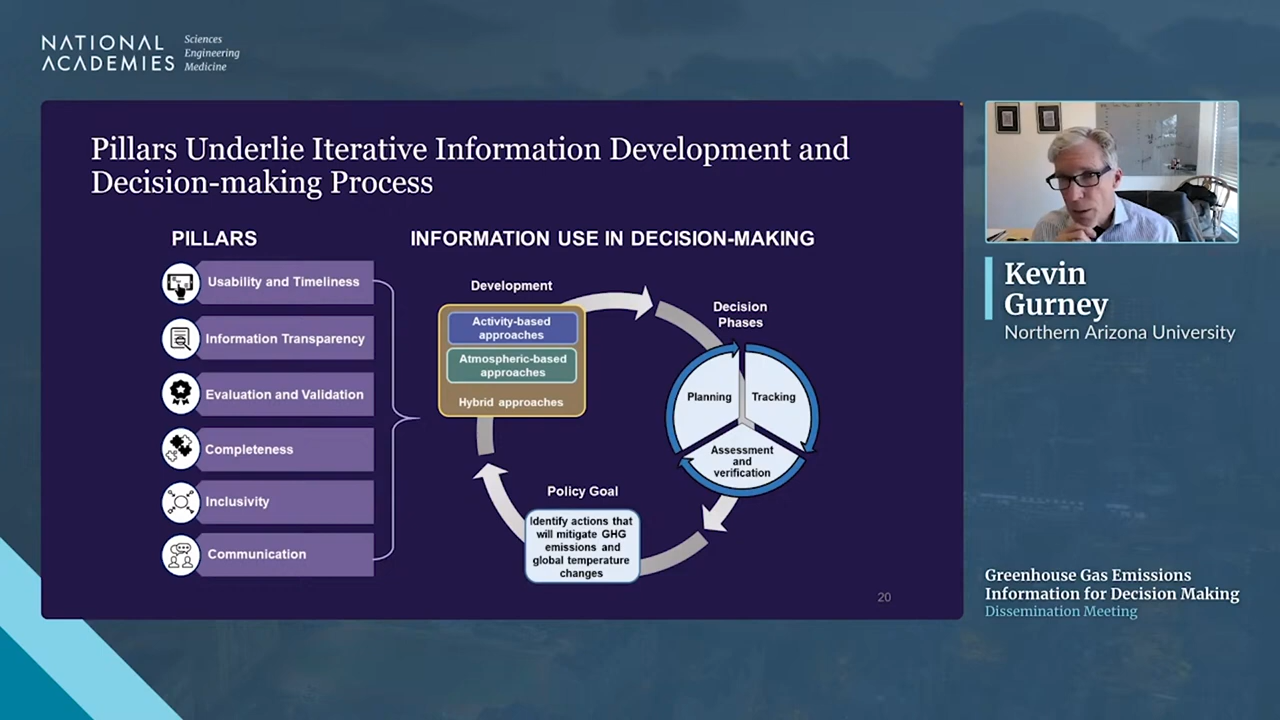 NATIONAL
ACADEMIES
Sciences
Engineering
Medicine
Pillars Underlie Iterative Information Development and
Decision-making Process
PILLARS
Usability and Timeliness
Information Transparency
Evaluation and Validation
Completeness
Inclusivity
Communication
INFORMATION USE IN DECISION-MAKING
Development
Activity-based
approaches
Atmospheric-based
approaches
Hybrid approaches
Decision
Phases
Planning
Tracking
Assessment
and
verification
Policy Goal
Identify actions that
will mitigate GHG
emissions and
global temperature
changes
20
Kevin
Gurney
Northern Arizona University
Greenhouse Gas Emissions
Information for Decision Making
Dissemination Meeting